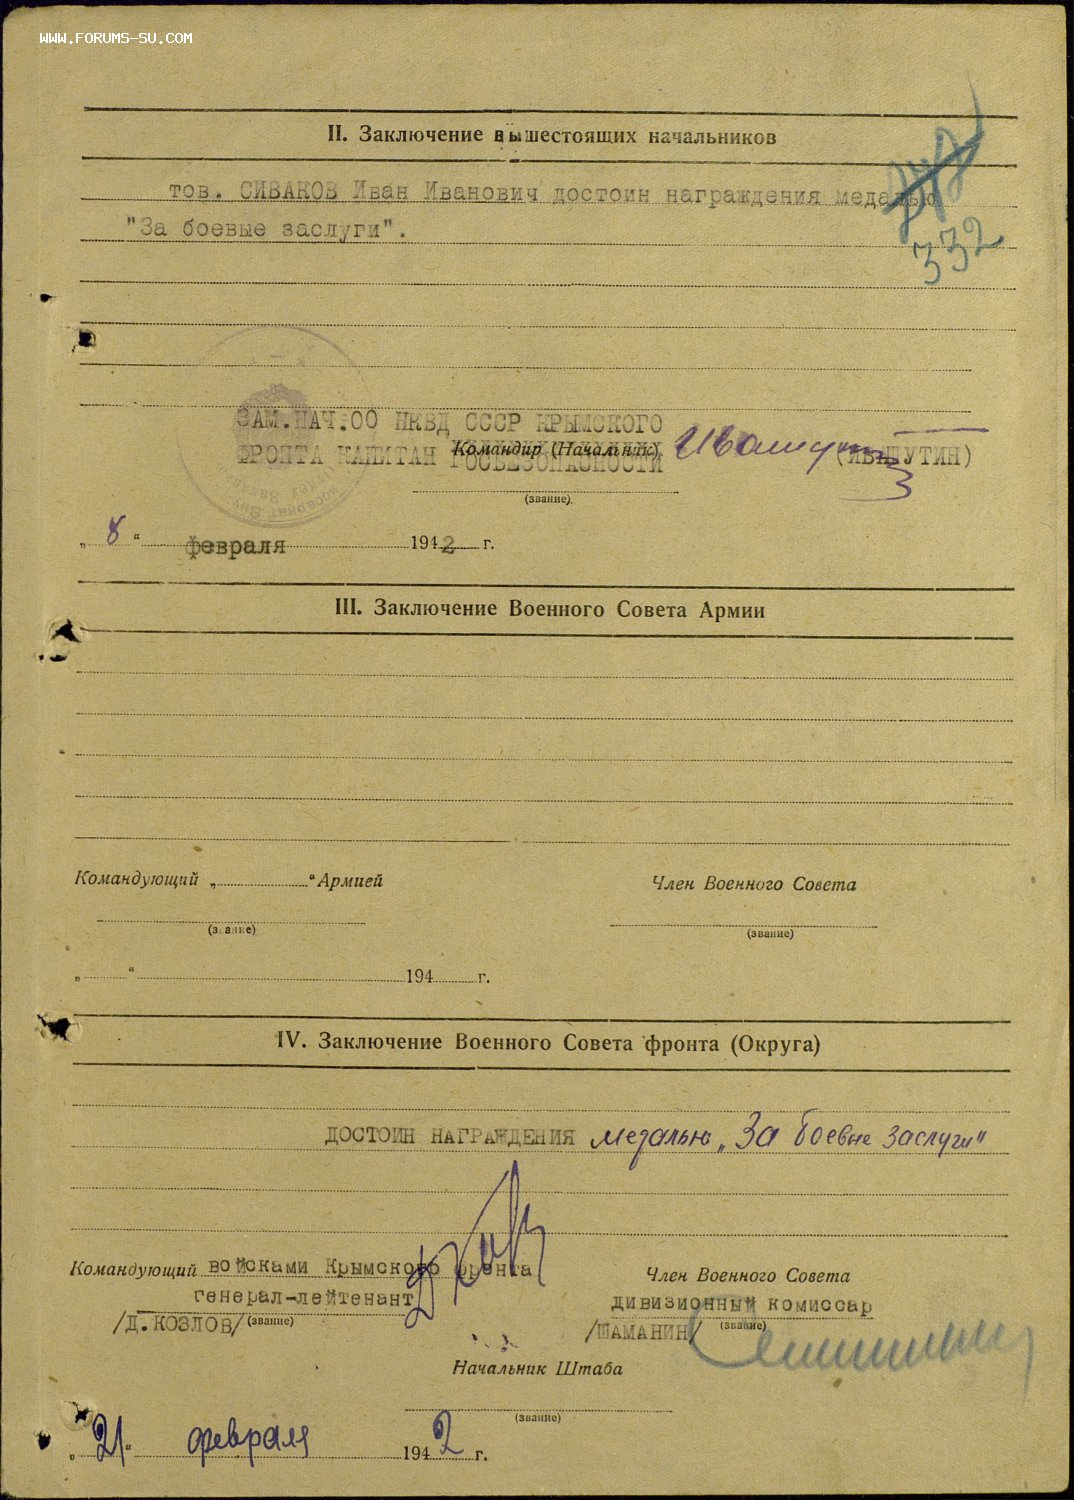 WWW.FORUMS-SU.COM
II. Заключение вышестоящих начальников
тов. СИВАКОВ Иван Иванович достоин награждения медалью
"За боевые заслуги".
332
ЗАМ.НАЧ.ОО НКВД СССР КРЫМСКОГО
Командир (Начальник)
ФРОНТА КАПИТАН ГОСБЕЗОПАСНОСТИ (ИВАШУТИН)
(звание)
„ 8 “ февраля 1942 г.
III. Заключение Военного Совета Армии
Командующий „ “ Армией Член Военного Совета
(звание) (звание)
„ “ 194 г.
IV. Заключение Военного Совета фронта (Округа)
ДОСТОИН НАГРАЖДЕНИЯ медалью „За боевые заслуги"
Командующий войсками Крымского фронта Член Военного Совета
генерал-лейтенант дивизионный комиссар
/Д.КОЗЛОВ/ (звание) /ШАМАНИН/ (звание)
Начальник Штаба
(звание)
„ 21 “ февраля 1942 г.